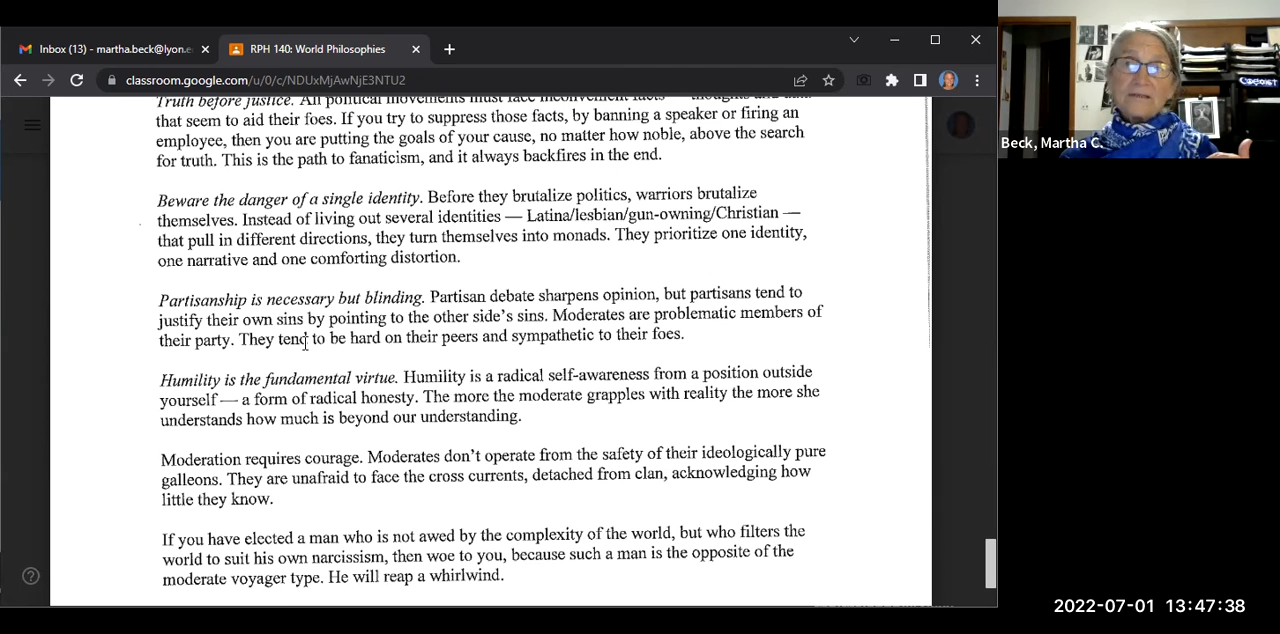 Inbox (13) - martha.beck@lyon.e
RPH 140: World Philosophies
classroom.google.com/u/0/c/NDUxMjAwNjE3NTU2
Truth before justice. All political movements must face inconvenient facts — thoughts and
that seem to aid their foes. If you try to suppress those facts, by banning a speaker or firing an
employee, then you are putting the goals of your cause, no matter how noble, above the search
for truth. This is the path to fanaticism, and it always backfires in the end.
Beware the danger of a single identity. Before they brutalize politics, warriors brutalize
themselves. Instead of living out several identities — Latina/lesbian/gun-owning/Christian —
that pull in different directions, they turn themselves into monads. They prioritize one identity,
one narrative and one comforting distortion.
Partisanship is necessary but blinding. Partisan debate sharpens opinion, but partisans tend to
justify their own sins by pointing to the other side's sins. Moderates are problematic members of
their party. They tend to be hard on their peers and sympathetic to their foes.
Humility is the fundamental virtue. Humility is a radical self-awareness from a position outside
yourself — a form of radical honesty. The more the moderate grapples with reality the more she
understands how much is beyond our understanding.
Moderation requires courage. Moderates don't operate from the safety of their ideologically pure
galleons. They are unafraid to face the cross currents, detached from clan, acknowledging how
little they know.
If you have elected a man who is not awed by the complexity of the world, but who filters the
world to suit his own narcissism, then woe to you, because such a man is the opposite of the
moderate voyager type. He will reap a whirlwind.
Coexist
Beck, Martha C.
2022-07-01 13:47:38